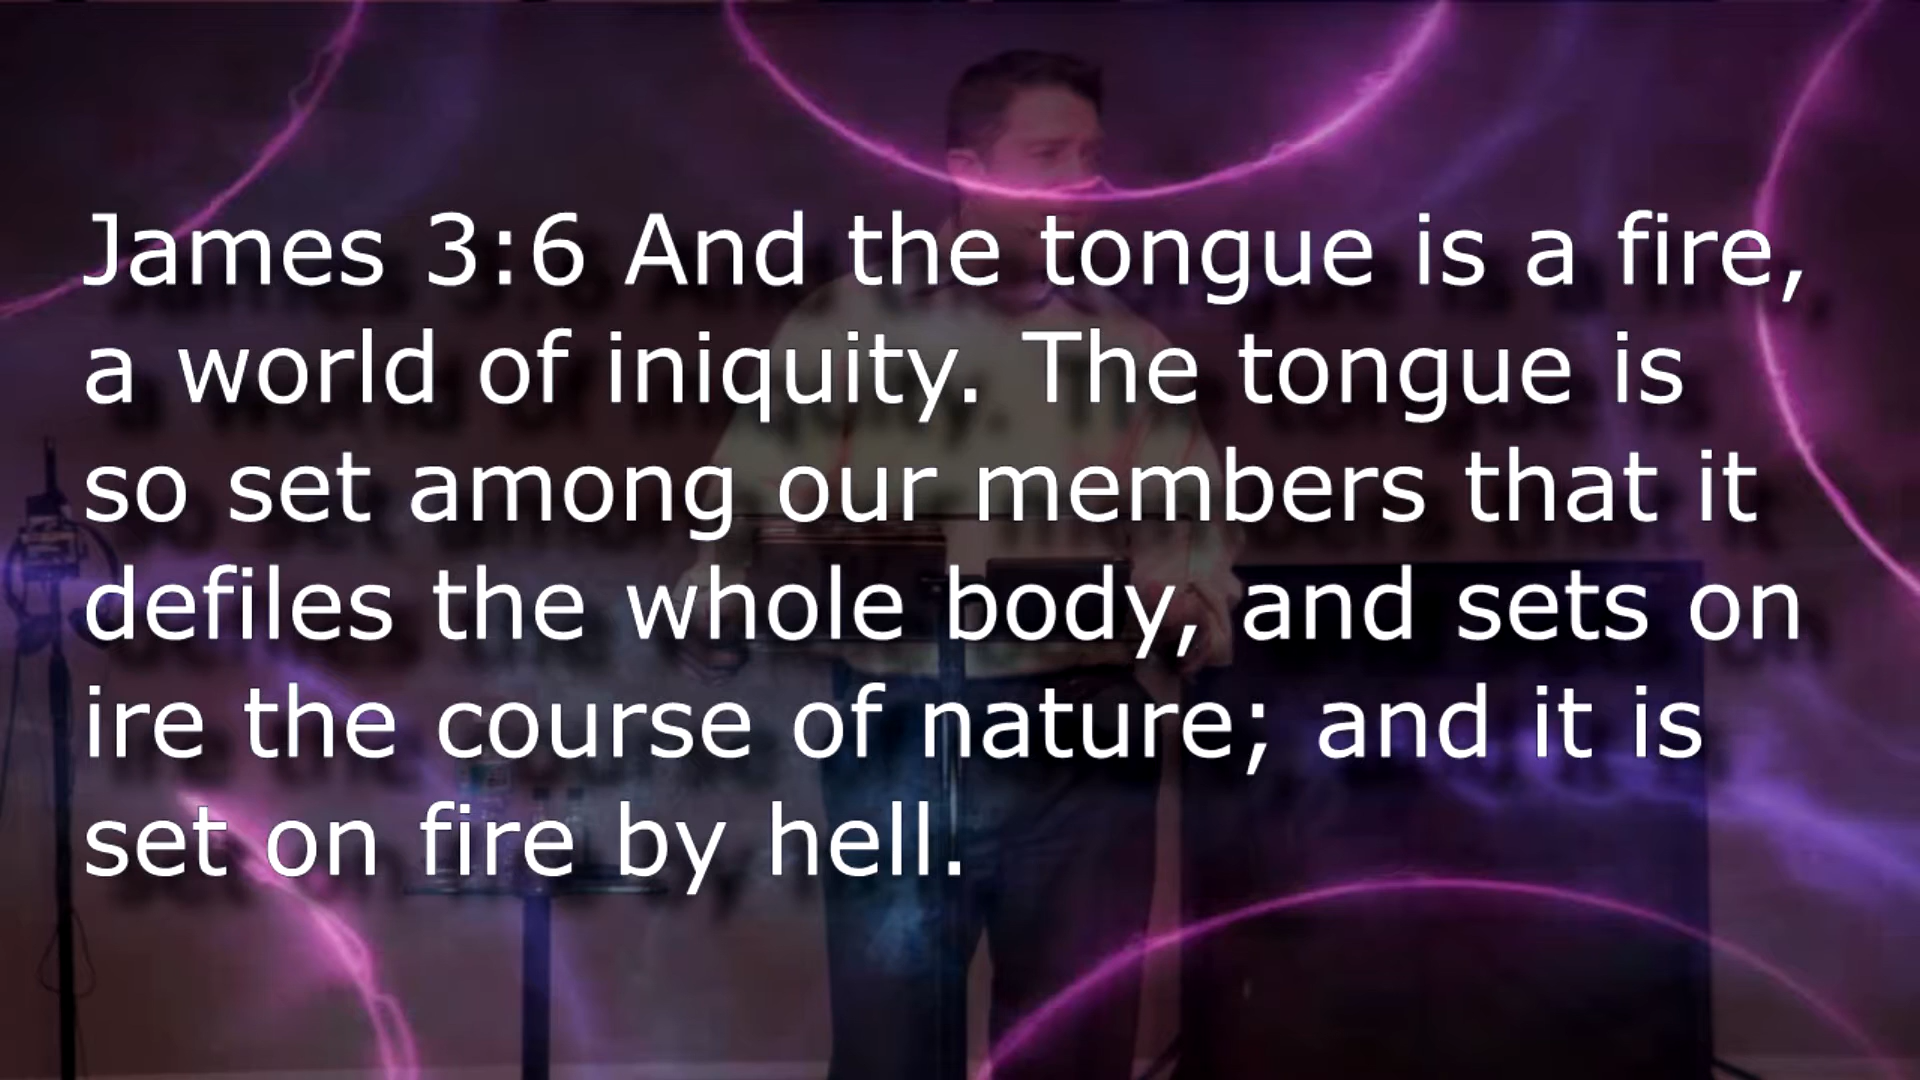 James 3:6 And the tongue is a fire,
a world of iniquity. The tongue is
so set among our members that it
defiles the whole body, and sets on
ire the course of nature; and it is
set on fire by hell.